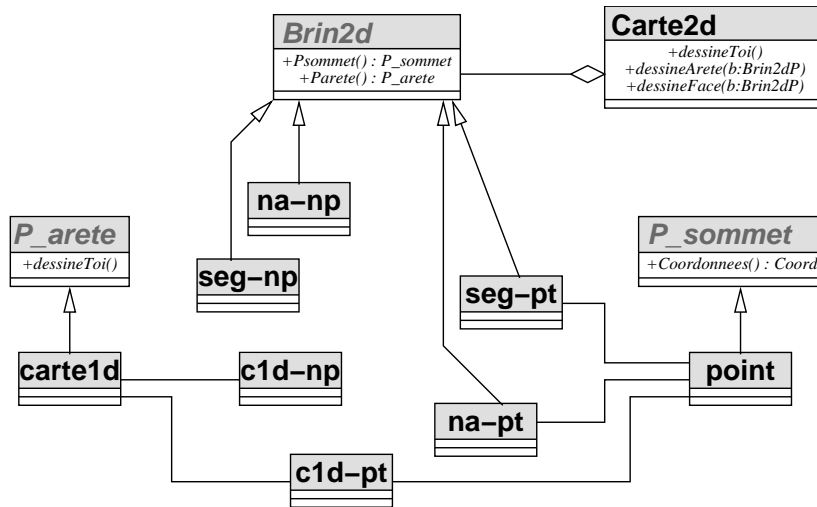 Brin2d
+Psommet() : P_sommet
+Parete() : P_arete
Carte2d
+dessineToi()
+dessineArete(b:Brin2dP)
+dessineFace(b:Brin2dP)
na–np
P_arete
+dessineToi()
seg–np
P_sommet
+Coordonnees() : Coord
seg–pt
carte1d
c1d–np
point
na–pt
c1d–pt